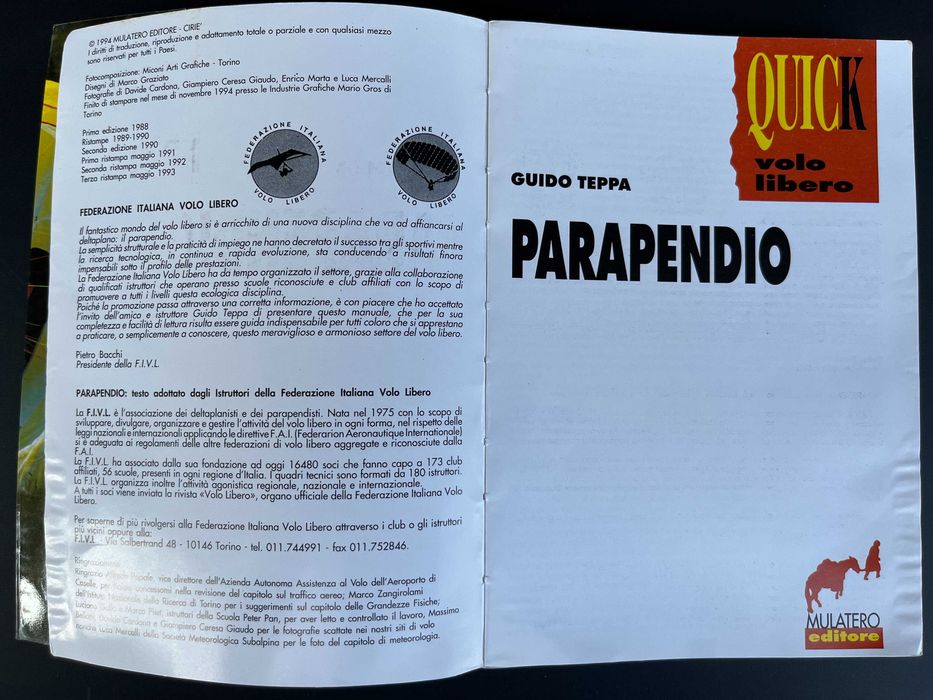 © 1994 MULATERO EDITORE - CIRIE'
I diritti di traduzione, riproduzione e adattamento totale o parziale e con qualsiasi mezzo
sono riservati per tutti i Paesi.
Fotocomposizione: Miconi Arti Grafiche - Torino
Disegni di Marco Graziato
Fotografie di Davide Cardona, Giampiero Ceresa Giaudo, Enrico Marta e Luca Mercalli
Finito di stampare nel mese di novembre 1994 presso le Industrie Grafiche Mario Gros di
Torino
Prima edizione 1988
Ristampe 1989-1990
Seconda edizione 1990
Prima ristampa maggio 1991
Seconda ristampa maggio 1992
Terza ristampa maggio 1993
FEDERAZIONE ITALIANA
VOLO LIBERO
FEDERAZIONE ITALIANA
VOLO LIBERO
FEDERAZIONE ITALIANA VOLO LIBERO
Il fantastico mondo del volo libero si è arricchito di una nuova disciplina che va ad affiancarsi al
deltaplano: il parapendio.
La semplicità strutturale e la praticità di impiego ne hanno decretato il successo tra gli sportivi mentre
la ricerca tecnologica, in continua e rapida evoluzione, sta conducendo a risultati finora
impensabili sotto il profilo delle prestazioni.
La Federazione Italiana Volo Libero ha da tempo organizzato il settore, grazie alla collaborazione
di qualificati istruttori che operano presso scuole riconosciute e club affiliati con lo scopo di
promuovere a tutti i livelli questa ecologica disciplina.
Poiché la promozione passa attraverso una corretta informazione, è con piacere che ho accettato
l'invito dell'amico e istruttore Guido Teppa di presentare questo manuale, che per la sua
completezza e facilità di lettura risulta essere guida indispensabile per tutti coloro che si apprestano
a praticare, o semplicemente a conoscere, questo meraviglioso e armonioso settore del volo libero.
Pietro Bacchi
Presidente della F.I.V.L.
PARAPENDIO: testo adottato dagli Istruttori della Federazione Italiana Volo Libero
La F.I.V.L. è l'associazione dei deltaplanisti e dei parapendisti. Nata nel 1975 con lo scopo di
sviluppare, divulgare, organizzare e gestire l'attività del volo libero in ogni forma, nel rispetto delle
leggi nazionali e internazionali applicando le direttive F.A.I. (Federarion Aeronautique Internationale)
si è adeguata ai regolamenti delle altre federazioni di volo libero aggregate e riconosciute dalla
F.A.I.
La F.I.V.L. ha associato dalla sua fondazione ad oggi 16480 soci che fanno capo a 173 club
affiliati, 56 scuole, presenti in ogni regione d'Italia. I quadri tecnici sono formati da 180 istruttori.
La F.I.V.L. organizza inoltre l'attività agonistica regionale, nazionale e internazionale.
A tutti i soci viene inviata la rivista «Volo Libero», organo ufficiale della Federazione Italiana Volo
Libero.
Per saperne di più rivolgersi alla Federazione Italiana Volo Libero attraverso i club o gli istruttori
più vicini oppure alla:
F.I.V.L. - Via Salbertrand 48 - 10146 Torino - tel. 011.744991 - fax 011.752846.
Ringraziamenti
Ringrazio Popale, vice direttore dell'Azienda Autonoma Assistenza al Volo dell'Aeroporto di
Caselle, per concessomi nella revisione del capitolo sul traffico aereo; Marco Zangirolami
dell'Istituto Nazionale della Ricerca di Torino per i suggerimenti sul capitolo delle Grandezze Fisiche;
Luciano Gallo e Marco Piet, istruttori della Scuola Peter Pan, per aver letto e controllato il lavoro, Massimo
Belloni, Davide Cardona e Giampiero Ceresa Giaudo per le fotografie scattate nei nostri siti di volo
nonché Luca Mercalli della Società Meteorologica Subalpina per le foto del capitolo di meteorologia.
QUICK
volo
libero
GUIDO TEPPA
PARAPENDIO
MULATERO
editore